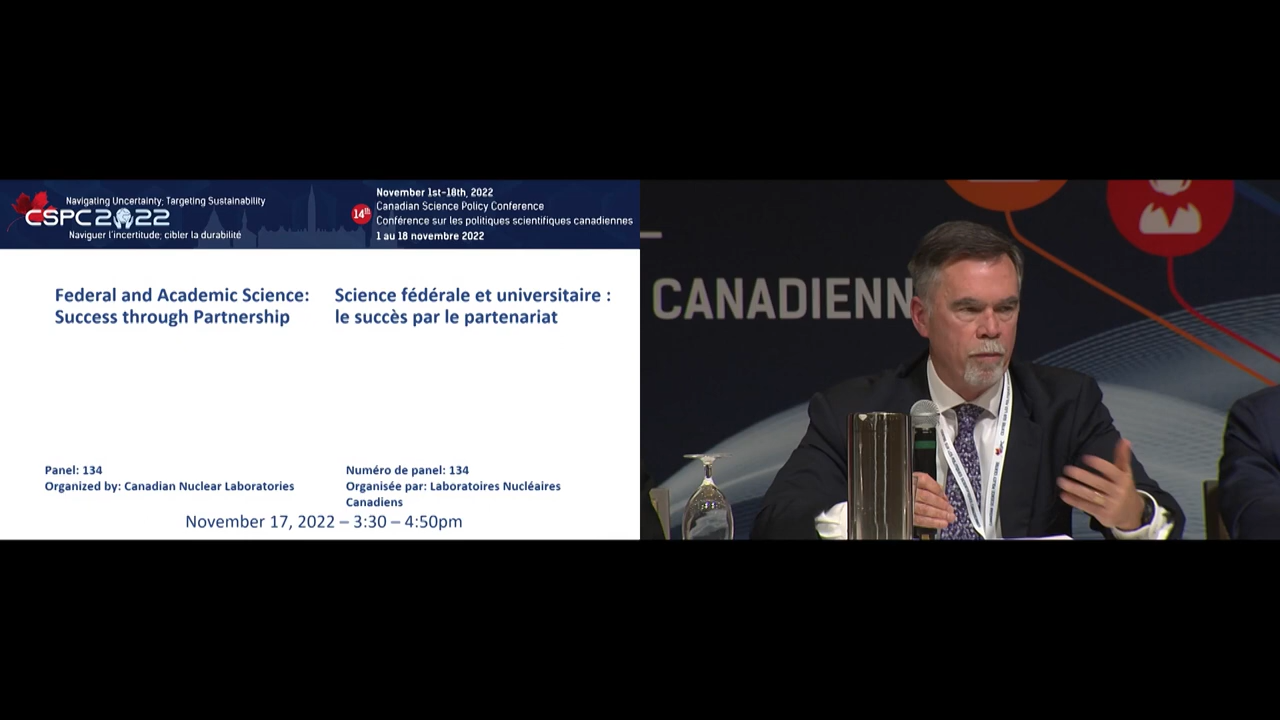 Navigating Uncertainty; Targeting Sustainability
CSPC 2022
Naviguer l'incertitude; cibler la durabilité
14th
November 1st-18th, 2022
Canadian Science Policy Conference
Conférence sur les politiques scientifiques canadiennes
1 au 18 novembre 2022
Federal and Academic Science:
Success through Partnership
Science fédérale et universitaire :
le succès par le partenariat
Panel: 134
Organized by: Canadian Nuclear Laboratories
Numéro de panel: 134
Organisée par: Laboratoires Nucléaires
Canadiens
November 17, 2022 – 3:30 – 4:50pm
CANADIENN